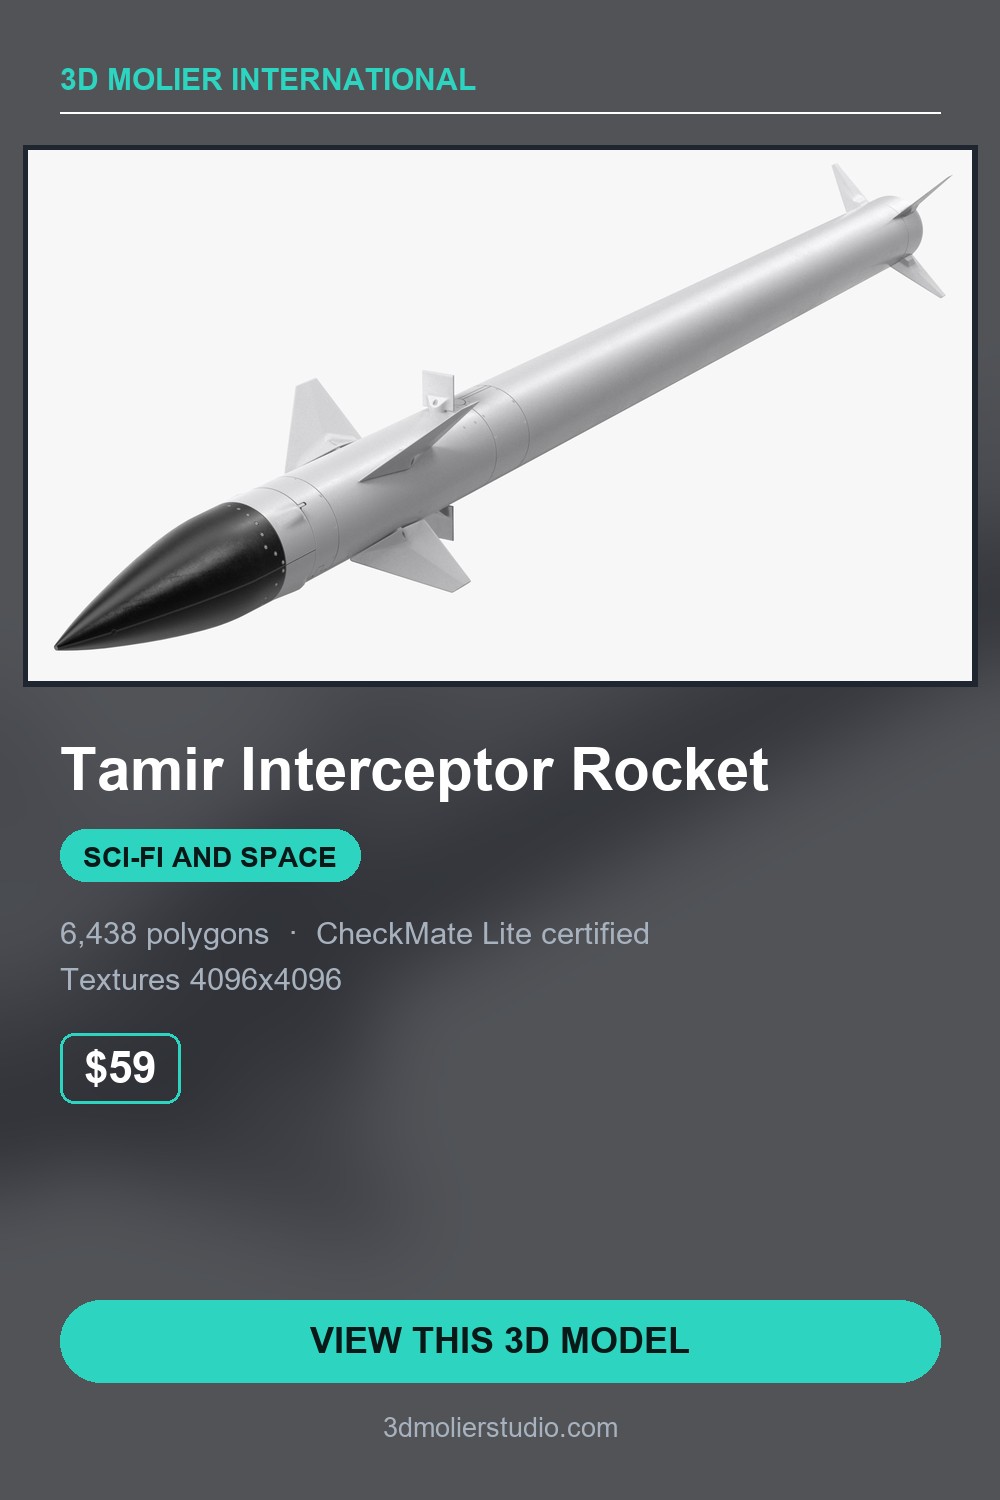 3D MOLIER INTERNATIONAL
Tamir Interceptor Rocket
SCI-FI AND SPACE
6,438 polygons · CheckMate Lite certified
Textures 4096x4096
$59
VIEW THIS 3D MODEL
3dmolierstudio.com